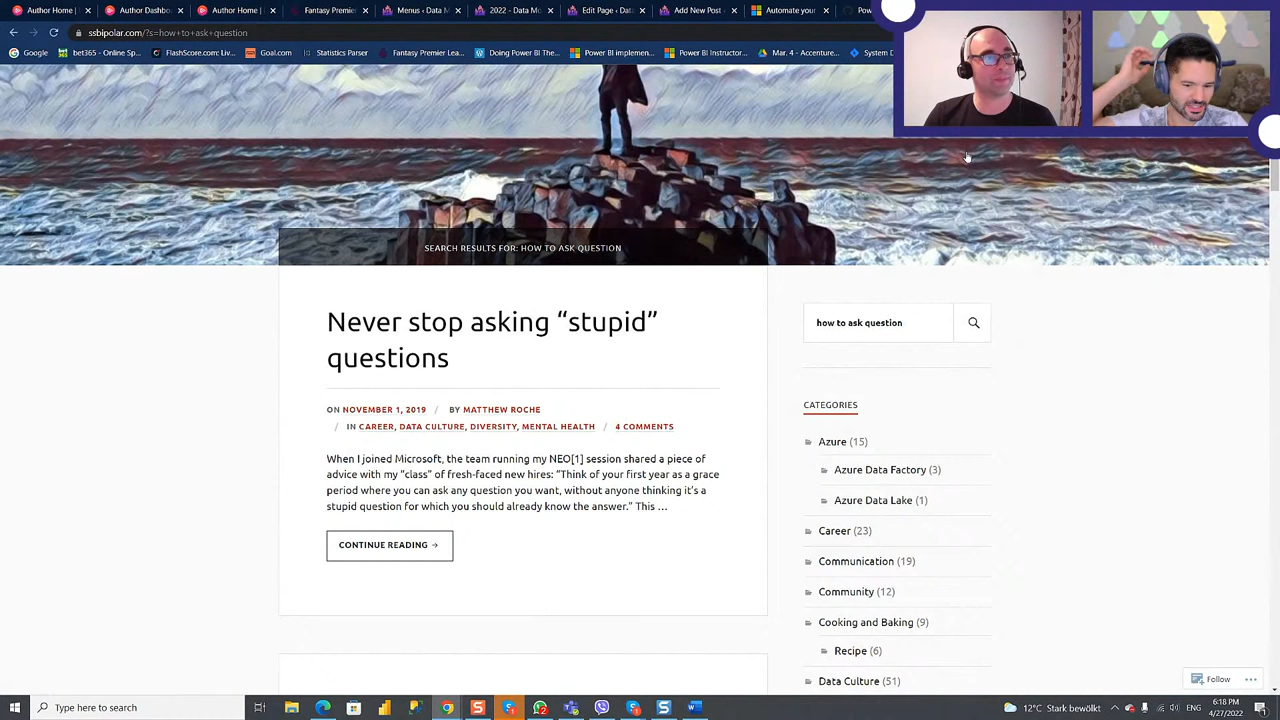 Author Home |
Author Dashbo
Author Home |
Fantasy Premie
Menus ‹ Data M
2022 - Data Mo
Edit Page ‹ Data
Add New Post ‹
Automate your
Pow
ssbipolar.com/?s=how+to+ask+question
Google
bet365 - Online Sp...
FlashScore.com: Liv...
Goal.com:
Statistics Parser
Fantasy Premier Lea...
Doing Power BI The...
Power BI implemen...
Power BI Instructor...
Mar. 4 - Accenture...
System D
SEARCH RESULTS FOR: HOW TO ASK QUESTION
Never stop asking “stupid”
questions
ON NOVEMBER 1, 2019 / BY MATTHEW ROCHE
/ IN CAREER, DATA CULTURE, DIVERSITY, MENTAL HEALTH / 4 COMMENTS
When I joined Microsoft, the team running my NEO[1] session shared a piece of
advice with my “class” of fresh-faced new hires: “Think of your first year as a grace
period where you can ask any question you want, without anyone thinking it’s a
stupid question for which you should already know the answer.” This …
CONTINUE READING →
how to ask question
CATEGORIES
Azure (15)
Azure Data Factory (3)
Azure Data Lake (1)
Career (23)
Communication (19)
Community (12)
Cooking and Baking (9)
Recipe (6)
Data Culture (51)
Follow
Type here to search
12°C Stark bewölkt
6:18 PM
4/27/2022